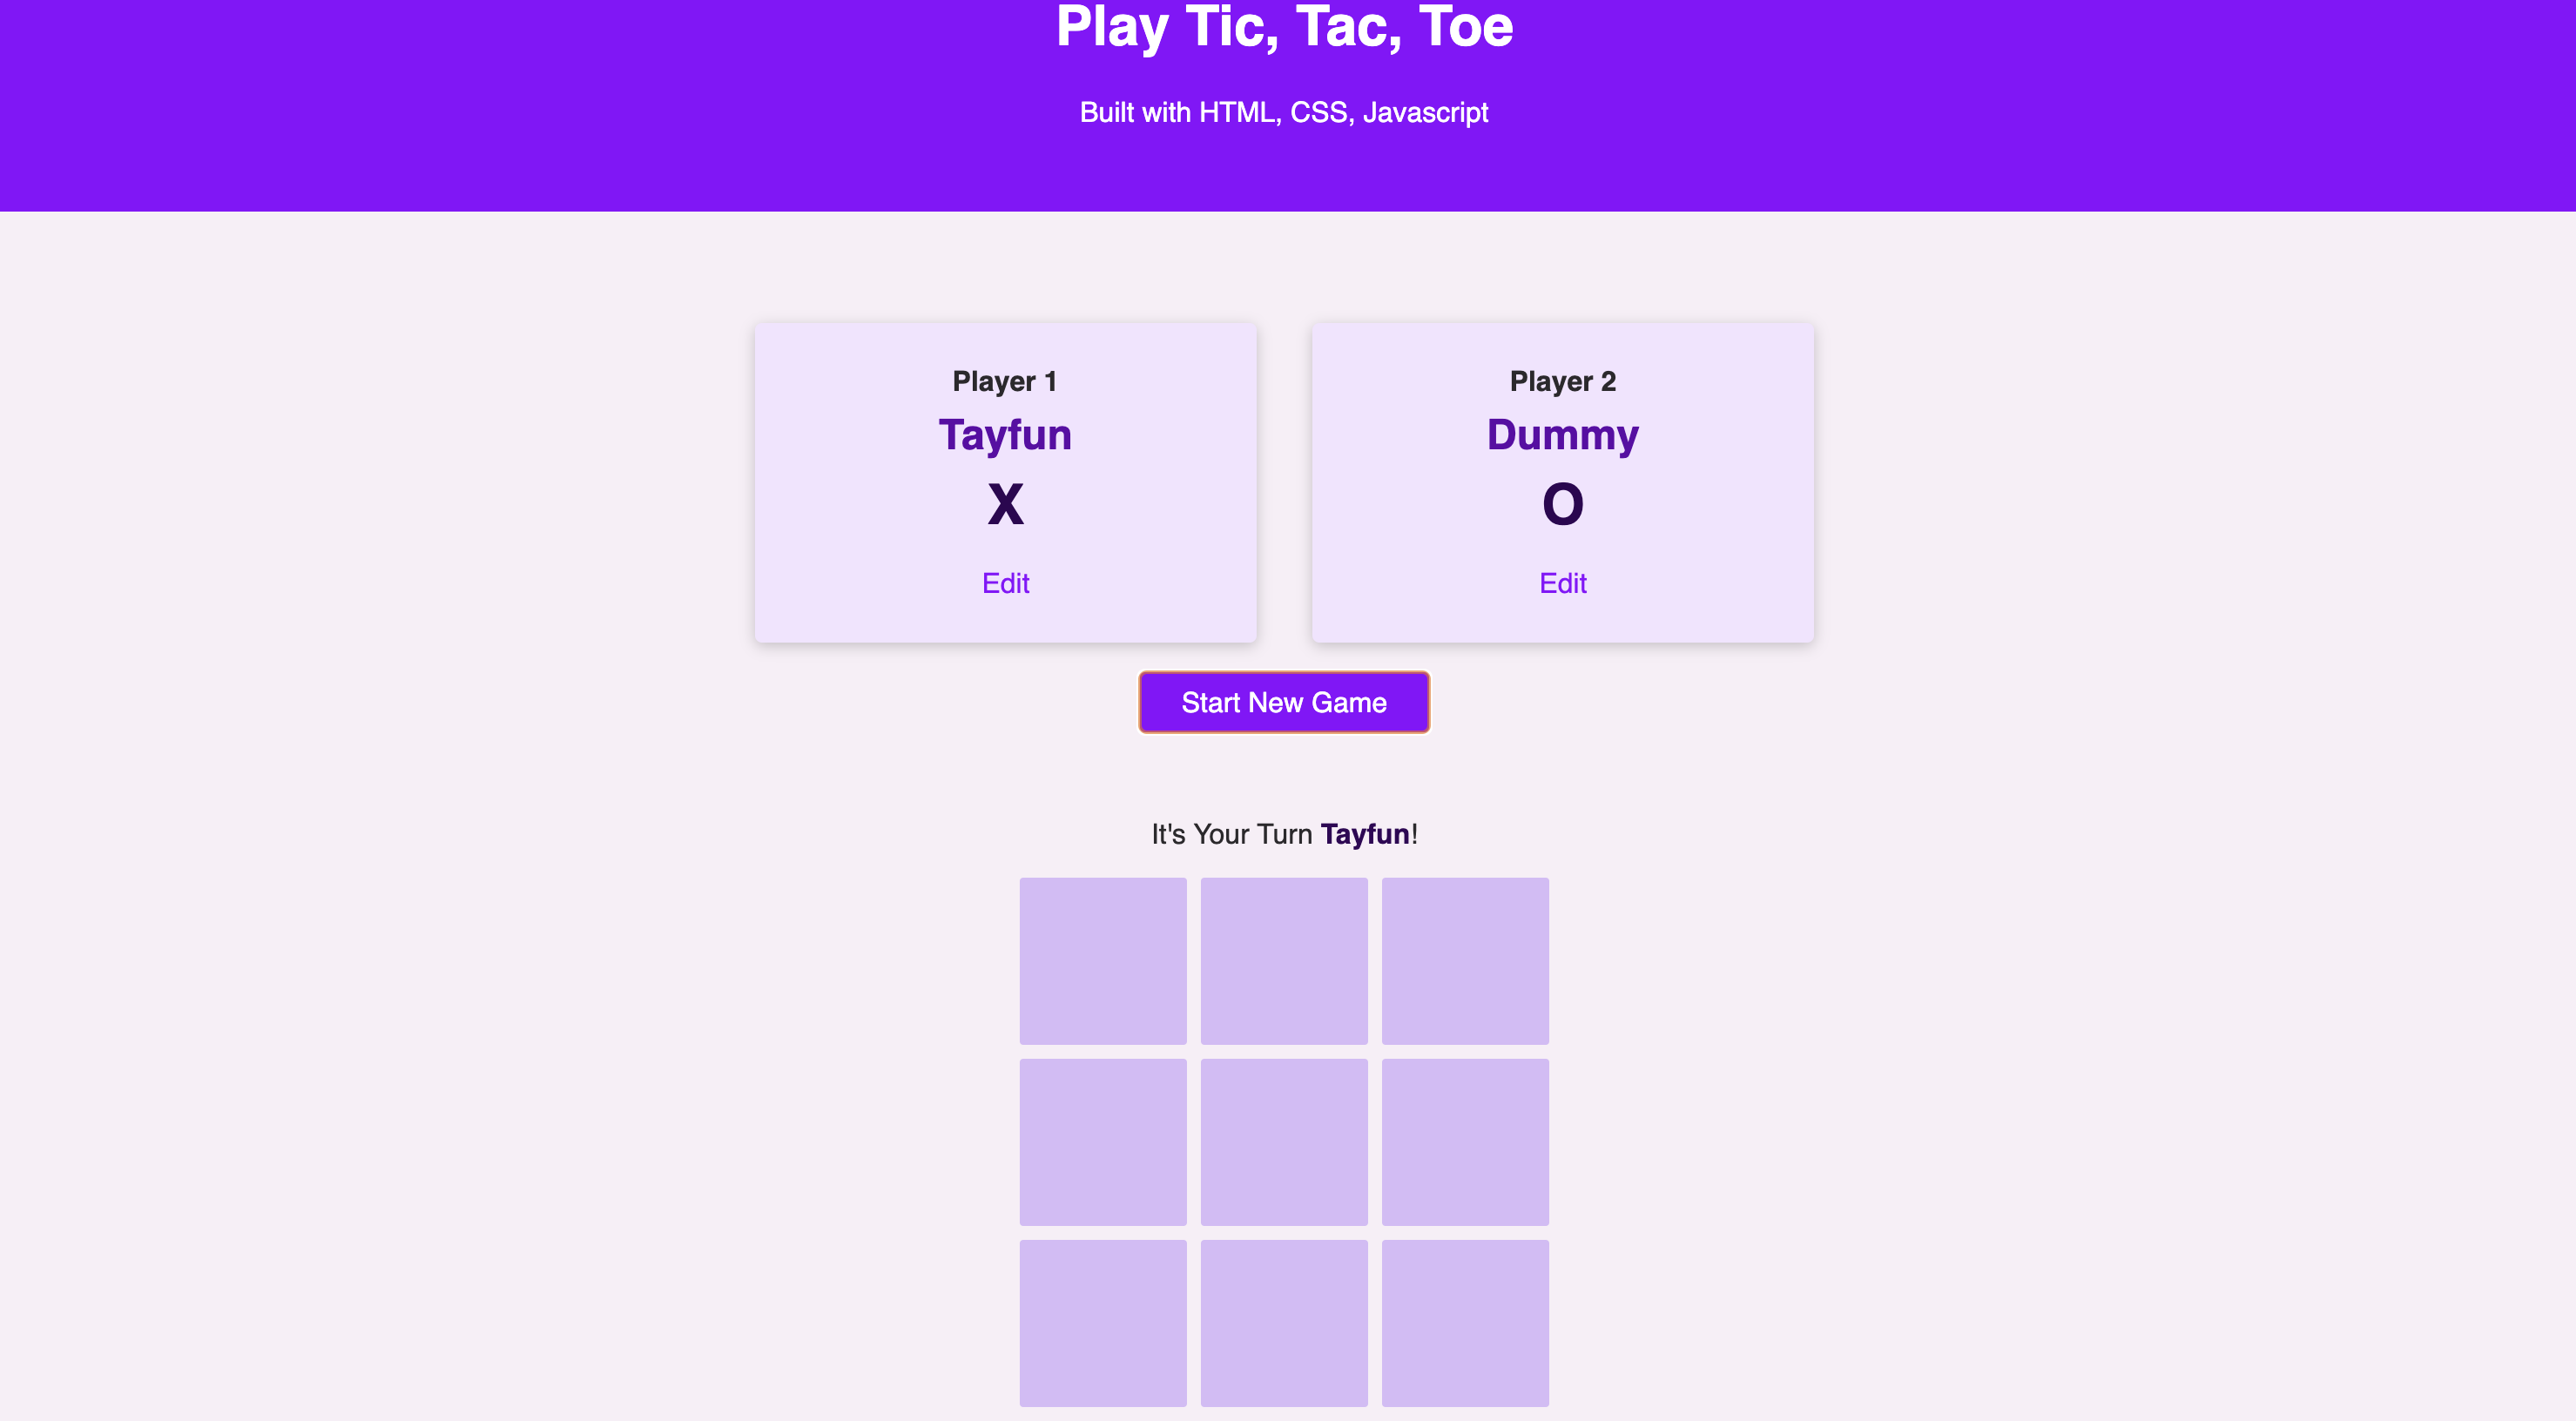 Play Tic, Tac, Toe
Built with HTML, CSS, Javascript
Player 1
Tayfun
X
Edit
Player 2
Dummy
O
Edit
Start New Game
It's Your Turn Tayfun!